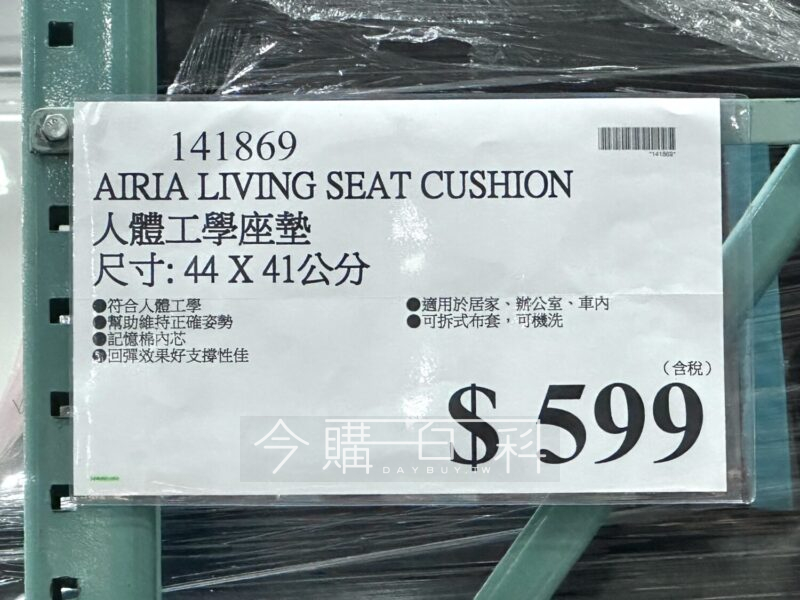 141869
*141869*
AIRIA LIVING SEAT CUSHION
人體工學座墊
尺寸: 44 X 41公分
●符合人體工學
●幫助維持正確姿勢
●記憶棉內芯
●回彈效果好支撐性佳
●適用於居家、辦公室、車內
●可拆式布套，可機洗
（含稅）
$ 599
今購百科
DAYBUY.TW